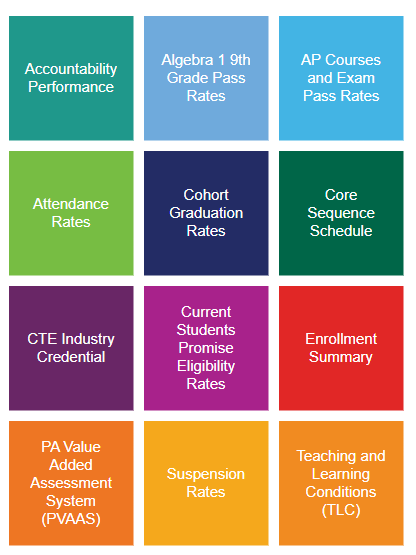 Accountability
Performance
Algebra 1 9th
Grade Pass
Rates
AP Courses
and Exam
Pass Rates
Attendance
Rates
Cohort
Graduation
Rates
Core
Sequence
Schedule
CTE Industry
Credential
Current
Students
Promise
Eligibility
Rates
Enrollment
Summary
PA Value
Added
Assessment
System
(PVAAS)
Suspension
Rates
Teaching and
Learning
Conditions
(TLC)